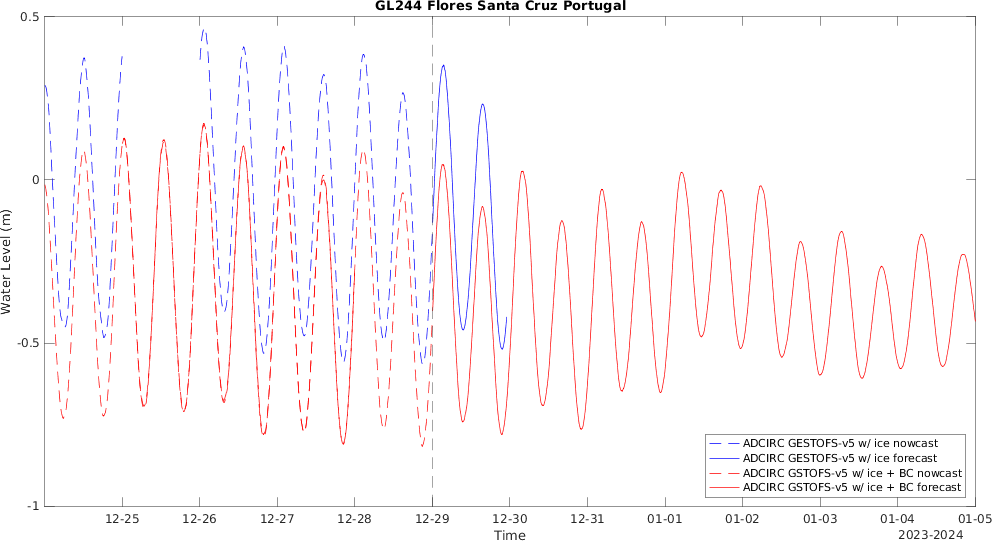 GL244 Flores Santa Cruz Portugal
0.5
0
-0.5
-1
Water Level (m)
12-25 12-26 12-27 12-28 12-29 12-30 12-31 01-01 01-02 01-03 01-04 01-05
Time
2023-2024
ADCIRC GESTOFS-v5 w/ ice nowcast
ADCIRC GESTOFS-v5 w/ ice forecast
ADCIRC GSTOFS-v5 w/ ice + BC nowcast
ADCIRC GSTOFS-v5 w/ ice + BC forecast